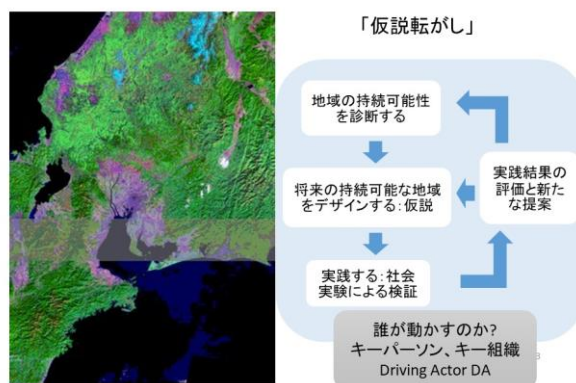 「仮説転がし」
地域の持続可能性
を診断する
将来の持続可能な地域
をデザインする：仮説
実践結果の
評価と新た
な提案
実践する：社会
実験による検証
誰が動かすのか?
キーパーソン、キー組織
Driving Actor DA